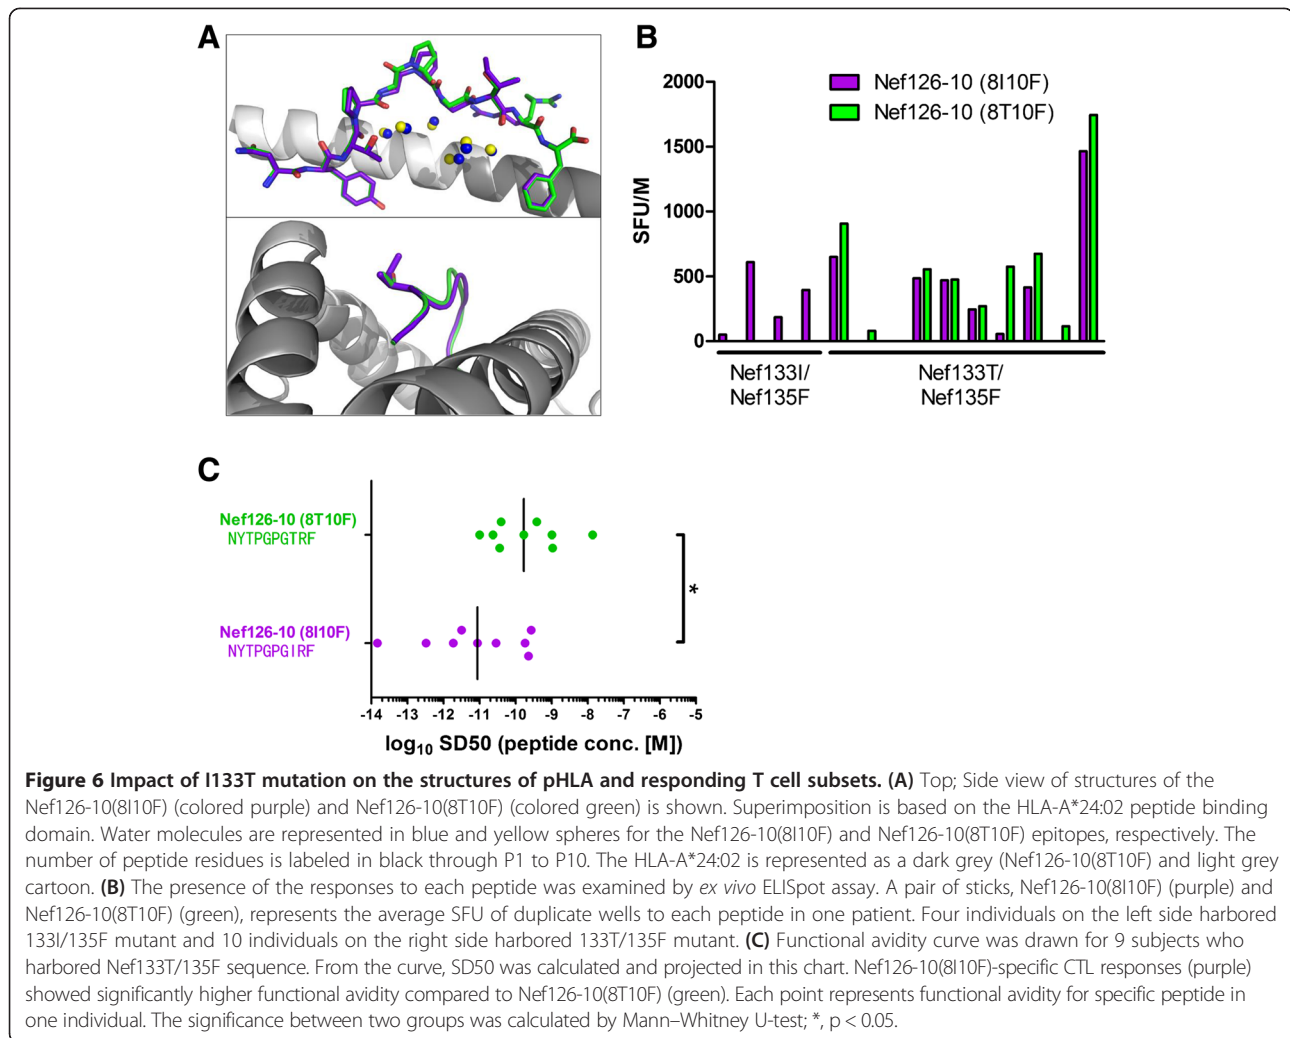 A
B
2000
1500
1000
500
0
SFU/M
Nef126-10 (8I10F)
Nef126-10 (8T10F)
Nef133I/
Nef135F
Nef133T/
Nef135F
C
Nef126-10 (8T10F)
NYTPGPGTRF
Nef126-10 (8I10F)
NYTPGPGIRF
*
-14 -13 -12 -11 -10 -9 -8 -7 -6 -5
log10 SD50 (peptide conc. [M])
Figure 6 Impact of I133T mutation on the structures of pHLA and responding T cell subsets. (A) Top; Side view of structures of the
Nef126-10(8I10F) (colored purple) and Nef126-10(8T10F) (colored green) is shown. Superimposition is based on the HLA-A*24:02 peptide binding
domain. Water molecules are represented in blue and yellow spheres for the Nef126-10(8I10F) and Nef126-10(8T10F) epitopes, respectively. The
number of peptide residues is labeled in black through P1 to P10. The HLA-A*24:02 is represented as a dark grey (Nef126-10(8T10F) and light grey
cartoon. (B) The presence of the responses to each peptide was examined by ex vivo ELISpot assay. A pair of sticks, Nef126-10(8I10F) (purple) and
Nef126-10(8T10F) (green), represents the average SFU of duplicate wells to each peptide in one patient. Four individuals on the left side harbored
133I/135F mutant and 10 individuals on the right side harbored 133T/135F mutant. (C) Functional avidity curve was drawn for 9 subjects who
harbored Nef133T/135F sequence. From the curve, SD50 was calculated and projected in this chart. Nef126-10(8I10F)-specific CTL responses (purple)
showed significantly higher functional avidity compared to Nef126-10(8T10F) (green). Each point represents functional avidity for specific peptide in
one individual. The significance between two groups was calculated by Mann–Whitney U-test; *, p < 0.05.